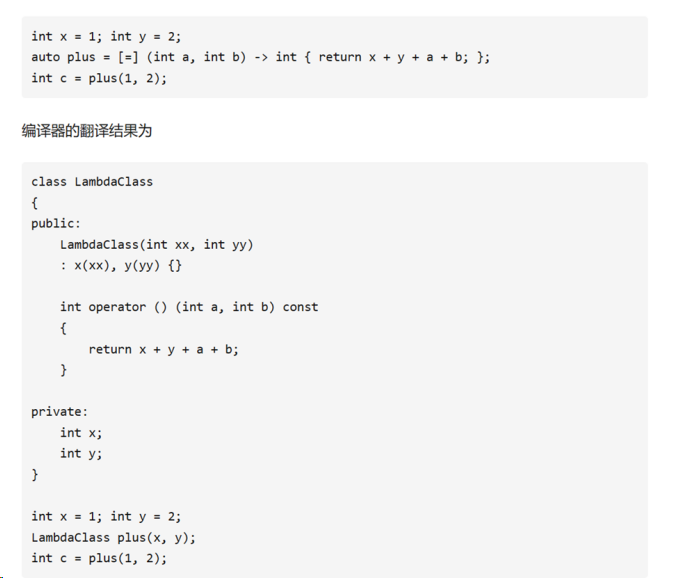 int x = 1; int y = 2;
auto plus = [=] (int a, int b) -> int { return x + y + a + b; };
int c = plus(1, 2);
编译器的翻译结果为
class LambdaClass
{
public:
    LambdaClass(int xx, int yy)
    : x(xx), y(yy) {}

    int operator () (int a, int b) const
    {
        return x + y + a + b;
    }

private:
    int x;
    int y;
}

int x = 1; int y = 2;
LambdaClass plus(x, y);
int c = plus(1, 2);